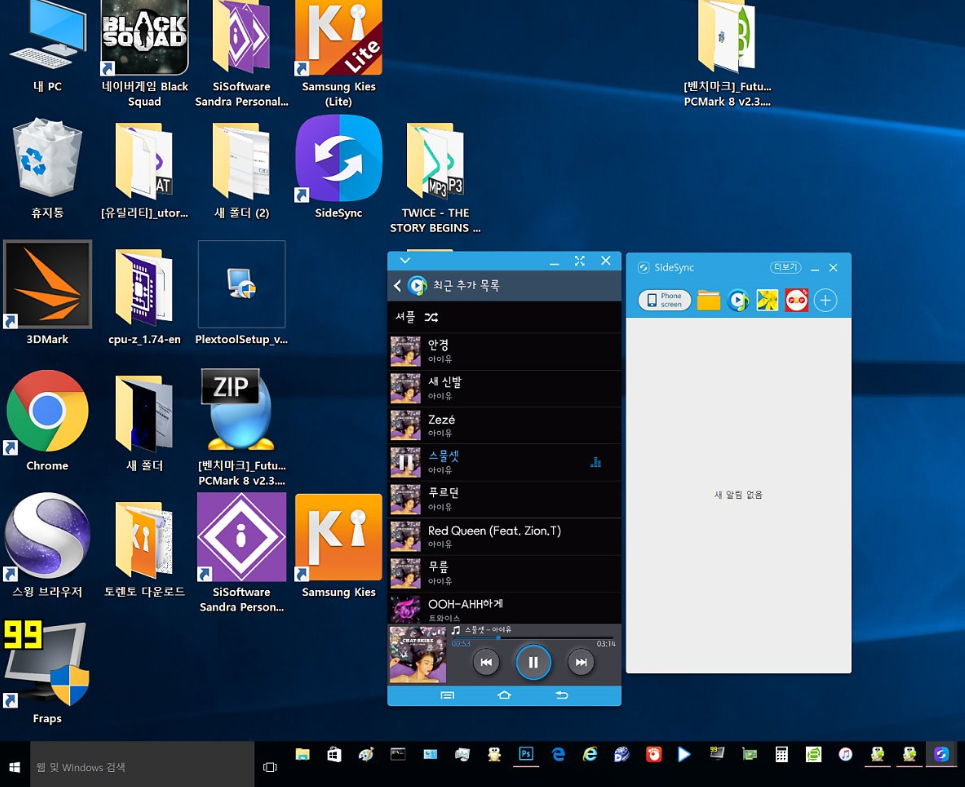 내 PC
BLACK SQUAD
네이버게임 Black
Squad
SiSoftware
Sandra Personal...
Ki
Lite
Samsung Kies
(Lite)
[벤치마크]_Futu...
PCMark 8 v2.3....
휴지통
[유틸리티]_utor...
새 폴더 (2)
SideSync
MP3
P3
TWICE - THE
STORY BEGINS ...
3DMark
cpu-z_1.74-en
PlextoolSetup_v...
Chrome
새 폴더
ZIP
[벤치마크]_Futu...
PCMark 8 v2.3....
스윙 브라우저
토렌토 다운로드
SiSoftware
Sandra Person...
Ki
Samsung Kies
99
Fraps
최근 추가 목록
셔플
안경
아이유
새 신발
아이유
Zezé
아이유
스물셋
아이유
푸르던
아이유
Red Queen (Feat. Zion.T)
아이유
무릎
아이유
OOH-AHH하게
트와이스
CHAT-SHIRE
스물셋 - 아이유
00:53
03:14
SideSync
더보기
Phone
screen
새 알림 없음
웹 및 Windows 검색
Ps